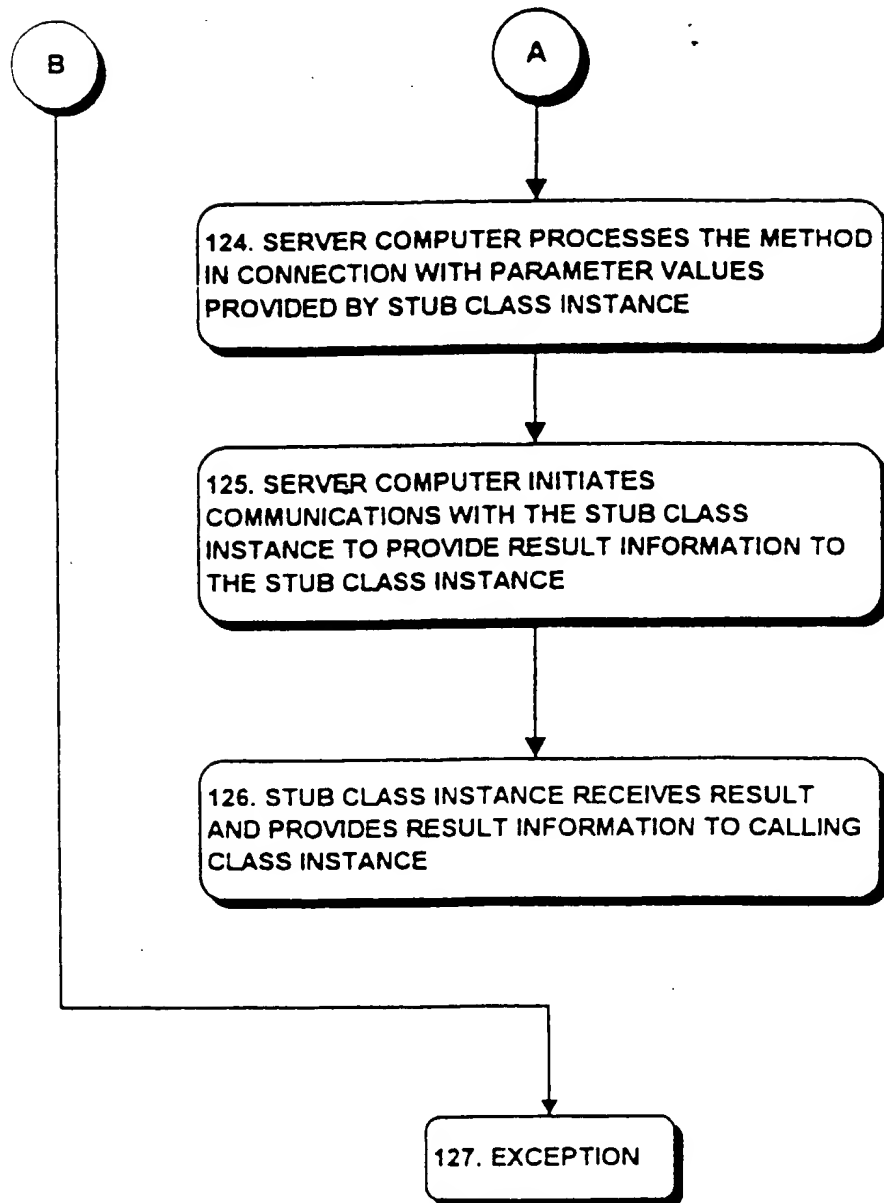 B
A
124. SERVER COMPUTER PROCESSES THE METHOD
IN CONNECTION WITH PARAMETER VALUES
PROVIDED BY STUB CLASS INSTANCE
125. SERVER COMPUTER INITIATES
COMMUNICATIONS WITH THE STUB CLASS
INSTANCE TO PROVIDE RESULT INFORMATION TO
THE STUB CLASS INSTANCE
126. STUB CLASS INSTANCE RECEIVES RESULT
AND PROVIDES RESULT INFORMATION TO CALLING
CLASS INSTANCE
127. EXCEPTION